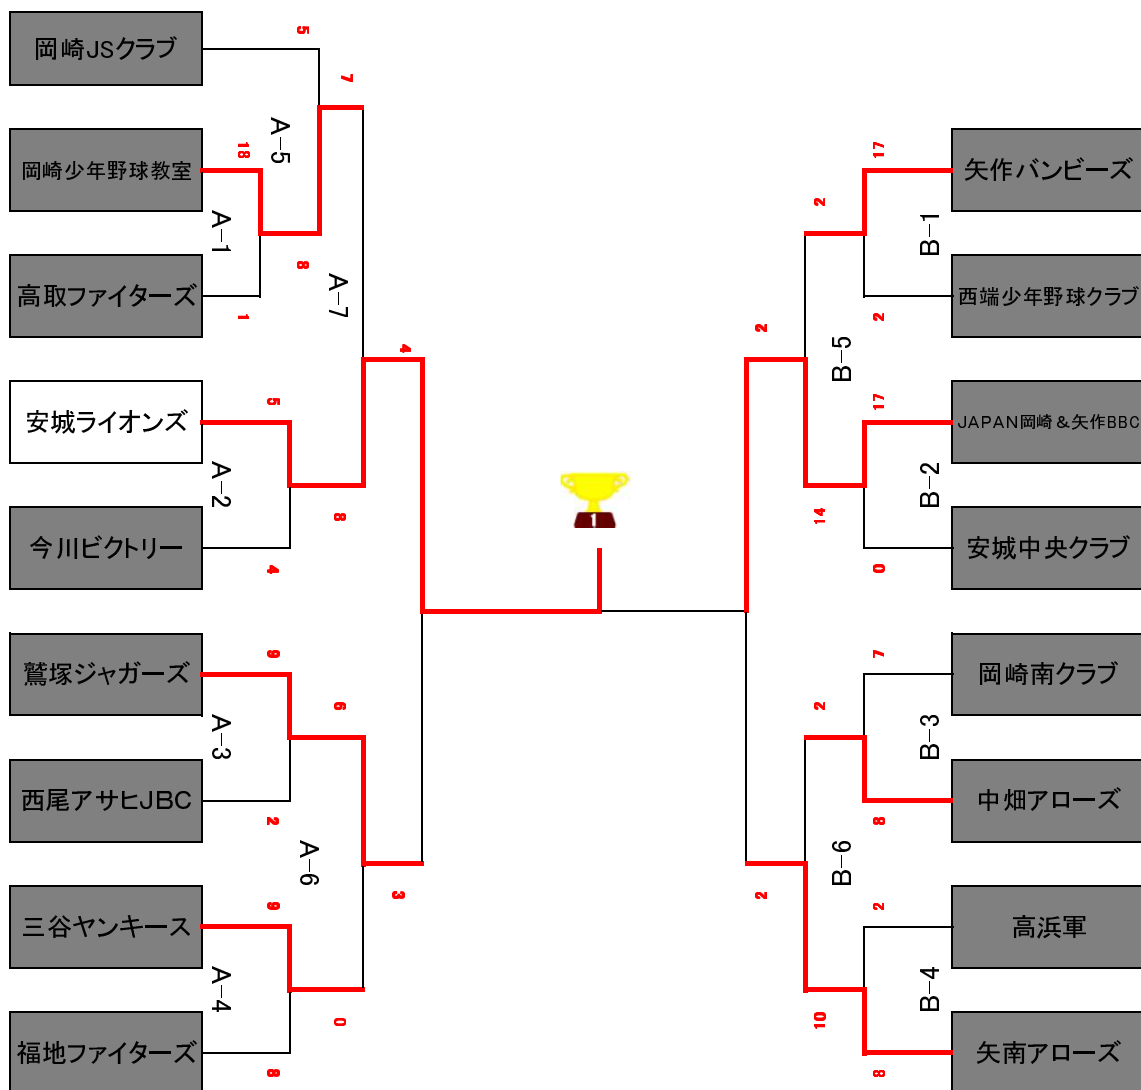 岡崎JSクラブ
5
7
A-5
岡崎少年野球教室
18
A-1
8
高取ファイターズ
1
A-7
4
安城ライオンズ
5
A-2
8
今川ビクトリー
4
鷲塚ジャガーズ
9
6
A-3
西尾アサヒJBC
2
A-6
3
三谷ヤンキース
9
A-4
0
福地ファイターズ
8
1
17
矢作バンビーズ
2
B-1
西端少年野球クラブ
2
2
B-5
17
JAPAN岡崎&矢作BBC
B-2
14
安城中央クラブ
0
7
岡崎南クラブ
2
B-3
中畑アローズ
8
B-6
2
2
高浜軍
B-4
10
矢南アローズ
8